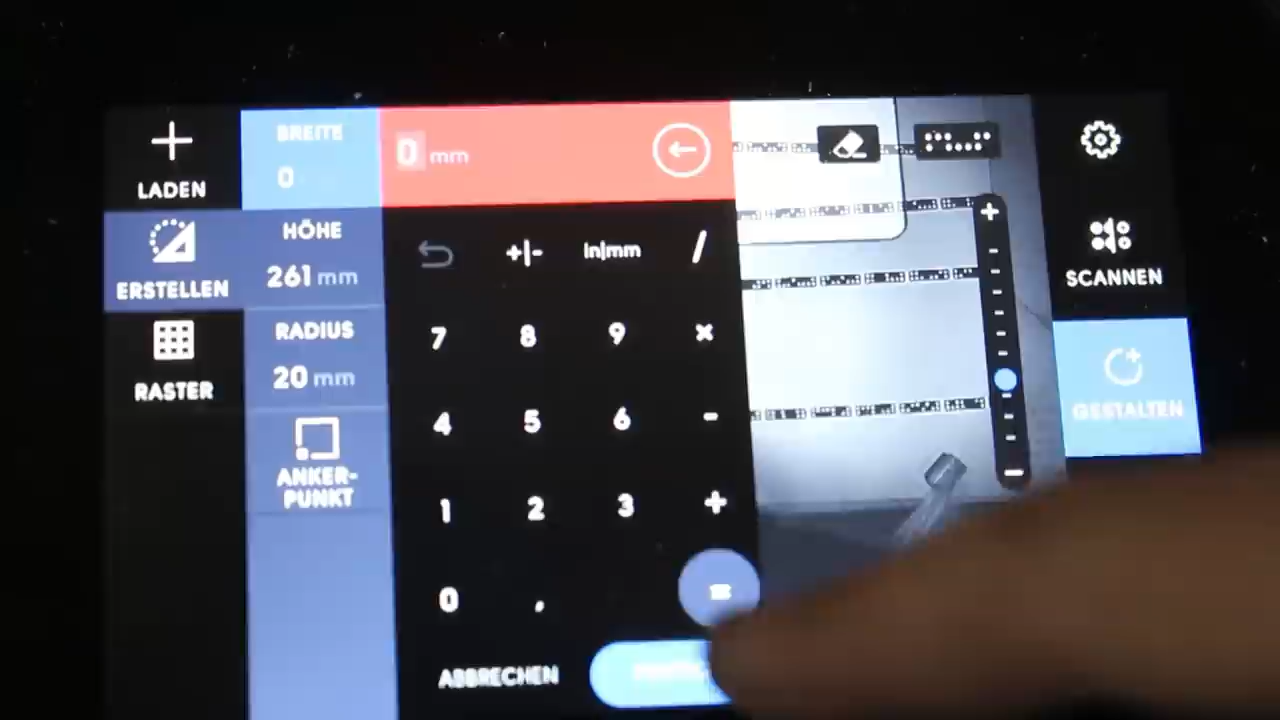 LADEN
ERSTELLEN
RASTER
BREITE
0
HÖHE
261 mm
RADIUS
20 mm
ANKER-
PUNKT
0 mm
+|- in|mm /
7 8 9 ×
4 5 6 -
1 2 3 +
0 , =
ABBRECHEN
+
SCANNEN
GESTALTEN